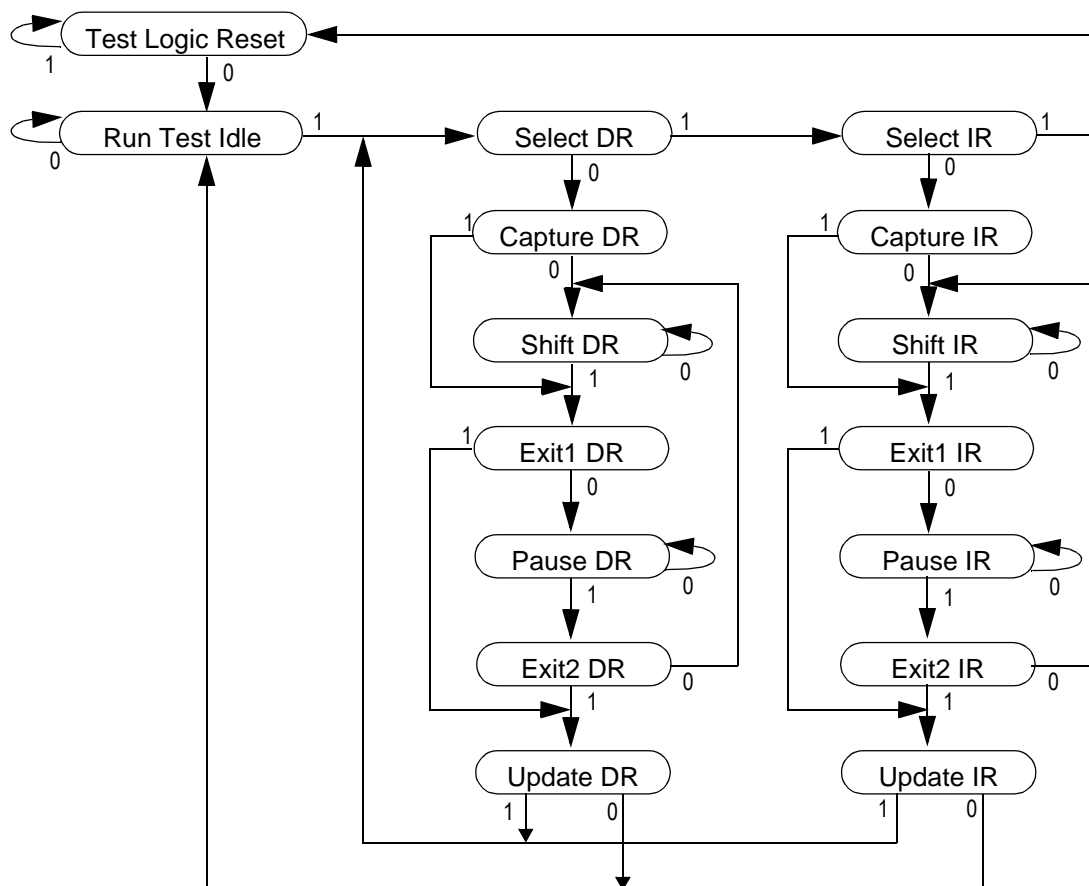 Test Logic Reset
1
0
Run Test Idle
1
0
Select DR
1
0
Select IR
1
0
1
Capture DR
0
1
Capture IR
0
Shift DR
0
1
Shift IR
0
1
1
Exit1 DR
0
1
Exit1 IR
0
Pause DR
0
1
Pause IR
0
1
Exit2 DR
0
1
Exit2 IR
0
1
Update DR
1
0
Update IR
1
0